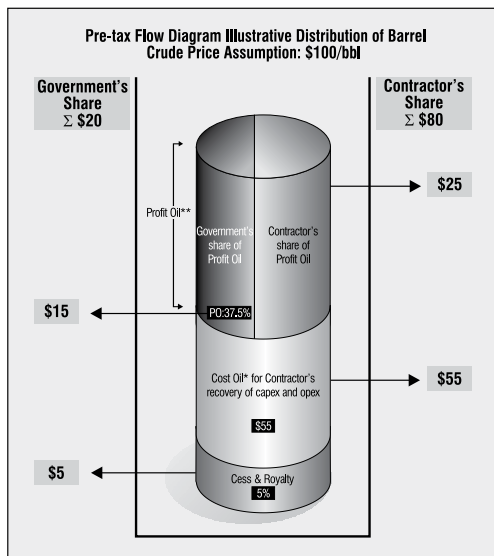 Pre-tax Flow Diagram Illustrative Distribution of Barrel
Crude Price Assumption: $100/bbl
Government's
Share
Σ $20
Contractor's
Share
Σ $80
$25
Profit Oil**
Government's
share of
Profit Oil
Contractor's
share of
Profit Oil
PO:37.5%
$15
Cost Oil* for Contractor's
recovery of capex and opex
$55
$55
$5
Cess & Royalty
5%